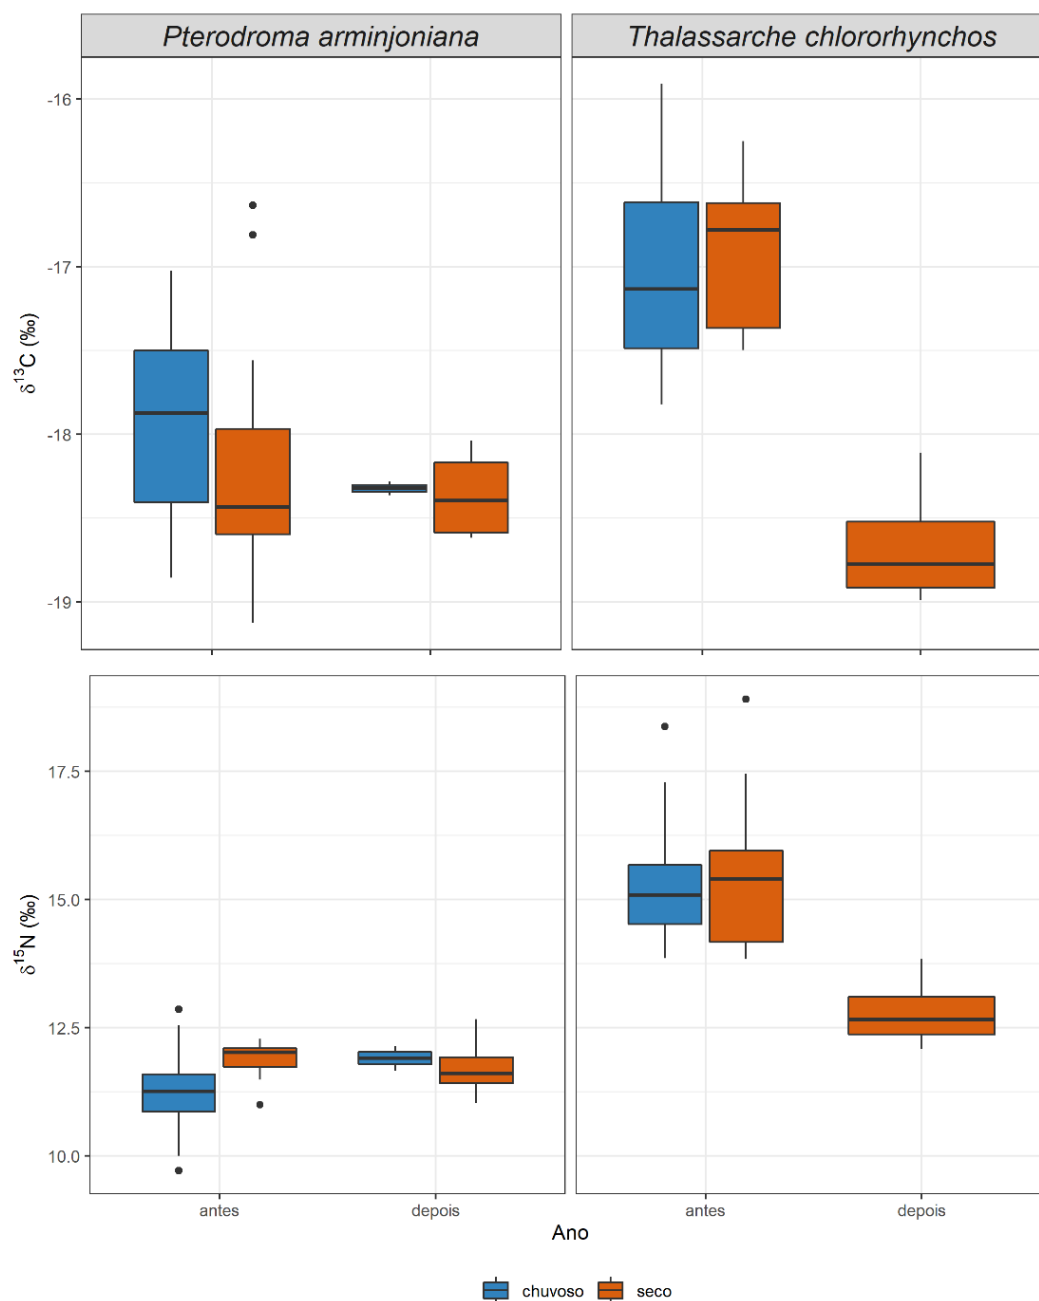 Pterodroma arminjoniana Thalassarche chlororhynchos
δ¹³C (‰)
-16
-17
-18
-19
δ¹⁵N (‰)
17.5
15.0
12.5
10.0
antes depois antes depois
Ano
chuvoso seco